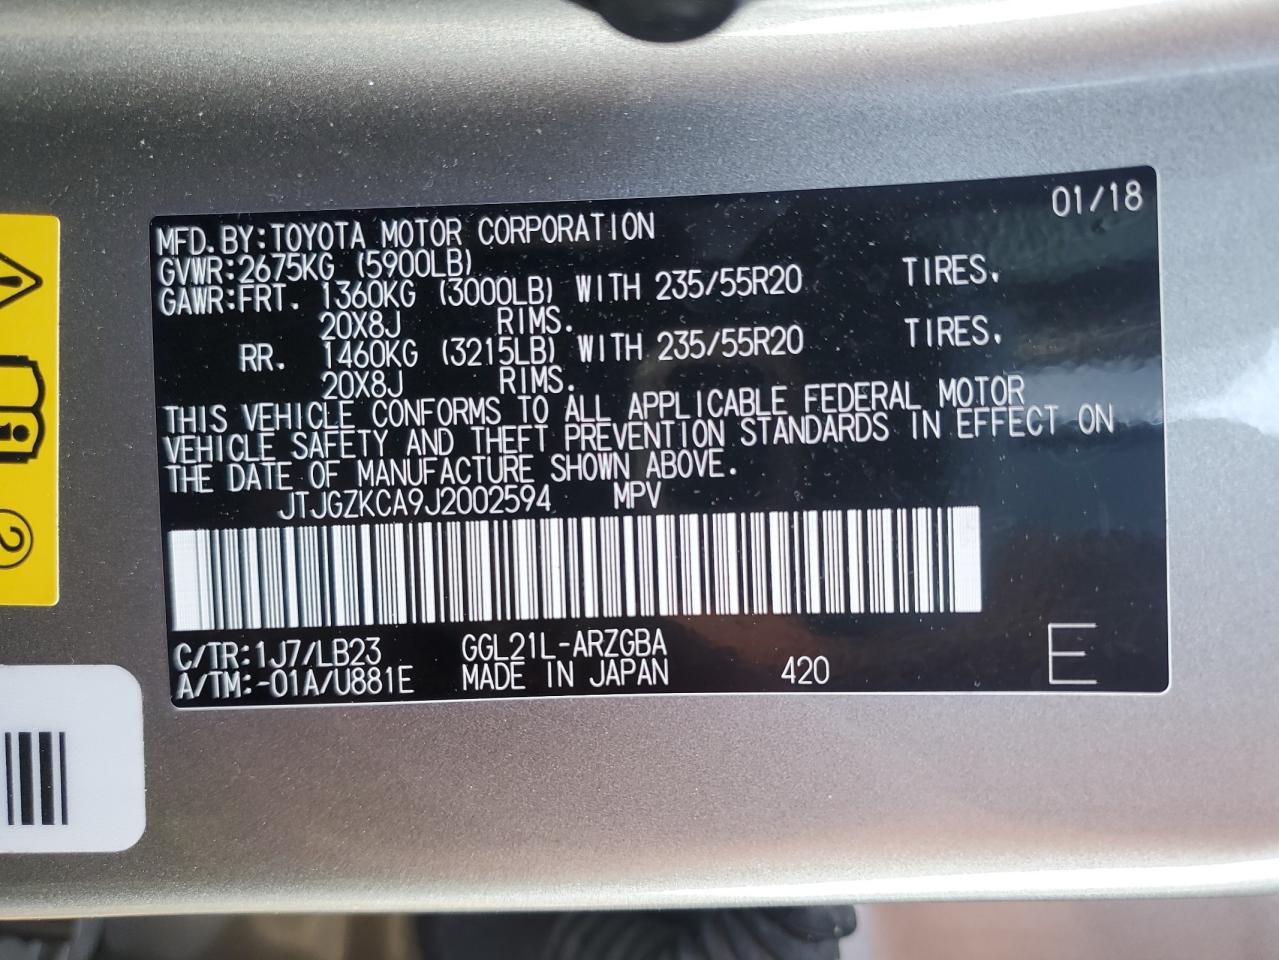 01/18
MFD.BY:TOYOTA MOTOR CORPORATION
GVWR:2675KG (5900LB)
GAWR:FRT. 1360KG (3000LB) WITH 235/55R20 TIRES.
20X8J RIMS.
RR. 1460KG (3215LB) WITH 235/55R20 TIRES.
20X8J RIMS.
THIS VEHICLE CONFORMS TO ALL APPLICABLE FEDERAL MOTOR
VEHICLE SAFETY AND THEFT PREVENTION STANDARDS IN EFFECT ON
THE DATE OF MANUFACTURE SHOWN ABOVE.
JTJGZKCA9J2002594 MPV
C/TR:1J7/LB23 GGL21L-ARZGBA
A/TM:-01A/U881E MADE IN JAPAN 420 E
2